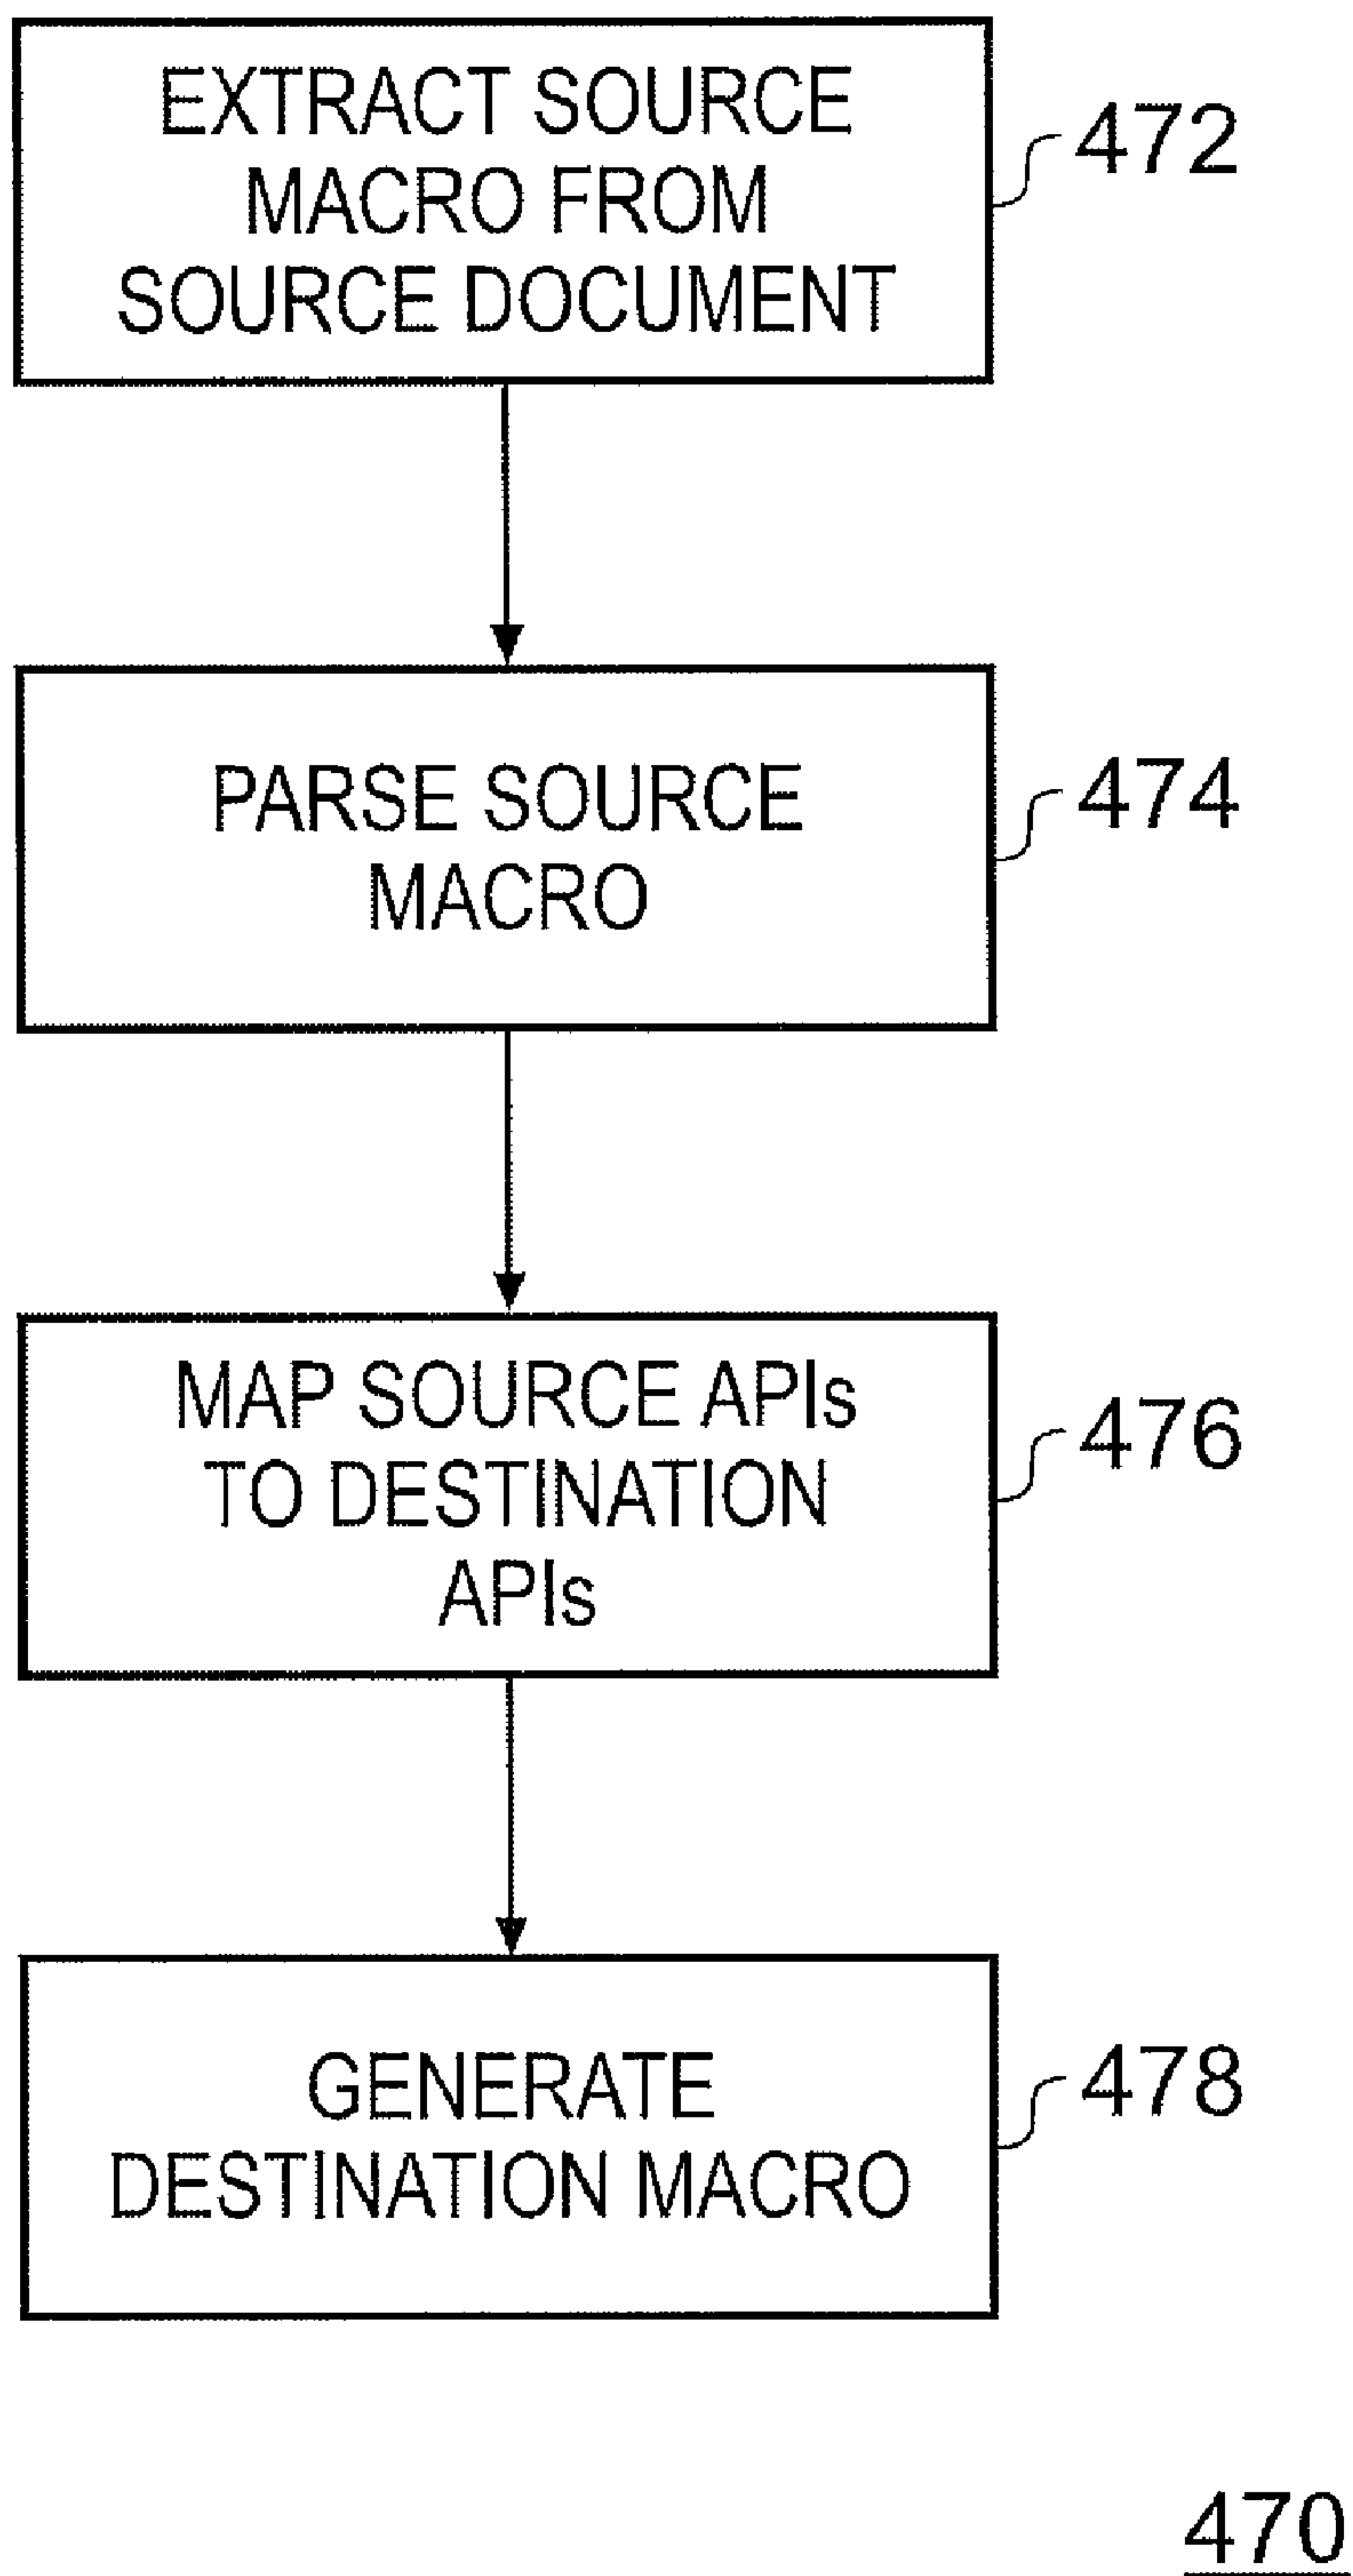 EXTRACT SOURCE
MACRO FROM
SOURCE DOCUMENT
472
PARSE SOURCE
MACRO
474
MAP SOURCE APIs
TO DESTINATION
APIs
476
GENERATE
DESTINATION MACRO
478
470